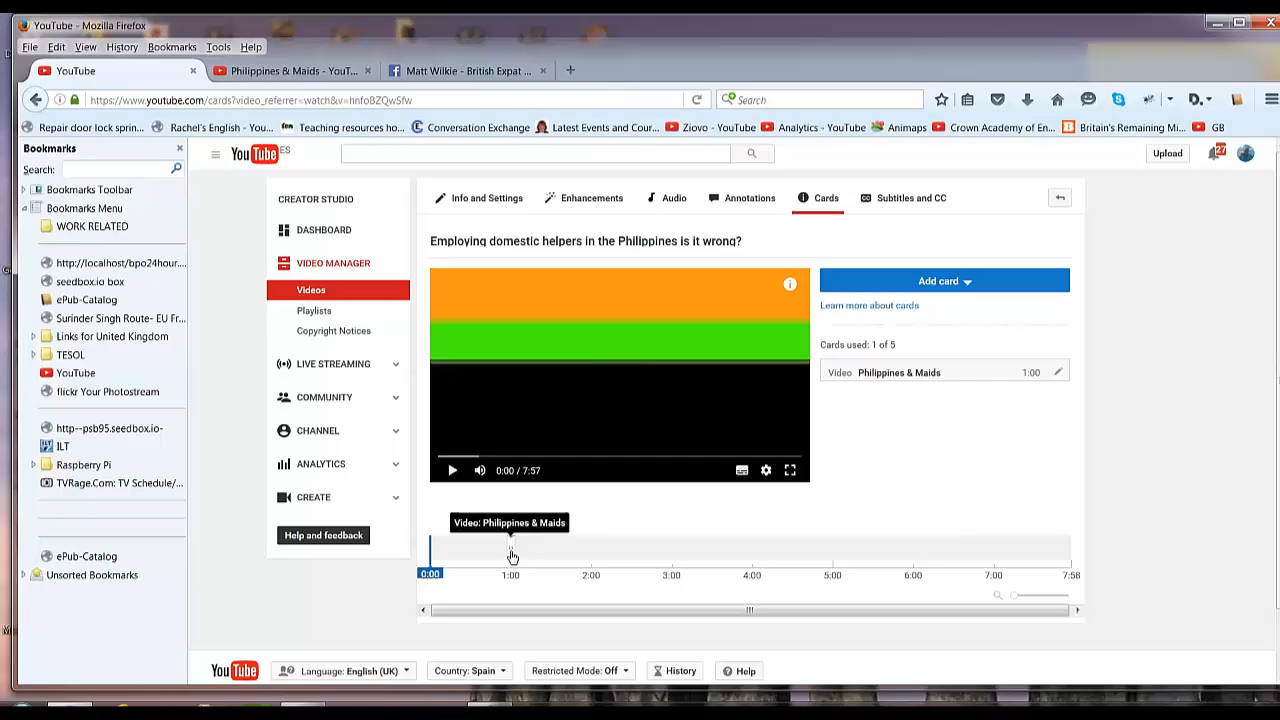 YouTube - Mozilla Firefox
File Edit View History Bookmarks Tools Help
YouTube
Philippines & Maids - YouT...
Matt Wilkie - British Expat ...
https://www.youtube.com/cards?video_referrer=watch&v=hnfoBZQwSfw
Search
Repair door lock sprin... Rachel's English - You... Teaching resources ho... Conversation Exchange Latest Events and Cour... Ziovo - YouTube Analytics - YouTube Animaps Crown Academy of En... Britain's Remaining Mi... GB
Bookmarks
Search:
Bookmarks Toolbar
Bookmarks Menu
WORK RELATED
http://localhost/bpo24hour....
seedbox.io box
ePub-Catalog
Surinder Singh Route- EU Fr...
Links for United Kingdom
TESOL
YouTube
flickr Your Photostream
http--psb95.seedbox.io-
ILT
Raspberry Pi
TVRage.Com: TV Schedule/...
ePub-Catalog
Unsorted Bookmarks
YouTube ES
Upload
27
CREATOR STUDIO
DASHBOARD
VIDEO MANAGER
Videos
Playlists
Copyright Notices
LIVE STREAMING
COMMUNITY
CHANNEL
ANALYTICS
CREATE
Help and feedback
Info and Settings Enhancements Audio Annotations Cards Subtitles and CC
Employing domestic helpers in the Philippines is it wrong?
0:00 / 7:57
Add card
Learn more about cards
Cards used: 1 of 5
Video Philippines & Maids 1:00
Video: Philippines & Maids
0:00 1:00 2:00 3:00 4:00 5:00 6:00 7:00 7:58
YouTube
Language: English (UK)
Country: Spain
Restricted Mode: Off
History
Help